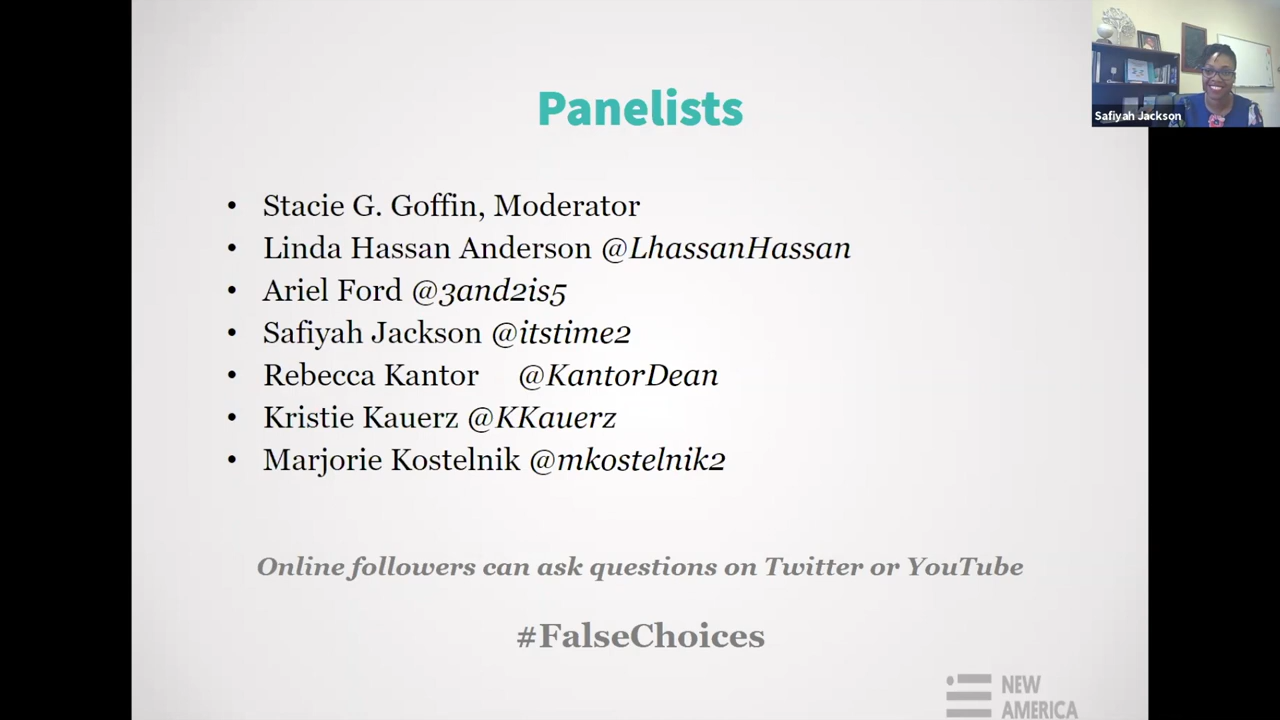 Panelists
Safiyah Jackson
• Stacie G. Goffin, Moderator
• Linda Hassan Anderson @LhassanHassan
• Ariel Ford @3and2is5
• Safiyah Jackson @itstime2
• Rebecca Kantor @KantorDean
• Kristie Kauerz @KKauerz
• Marjorie Kostelnik @mkostelnik2
Online followers can ask questions on Twitter or YouTube
#FalseChoices
NEW
AMERICA